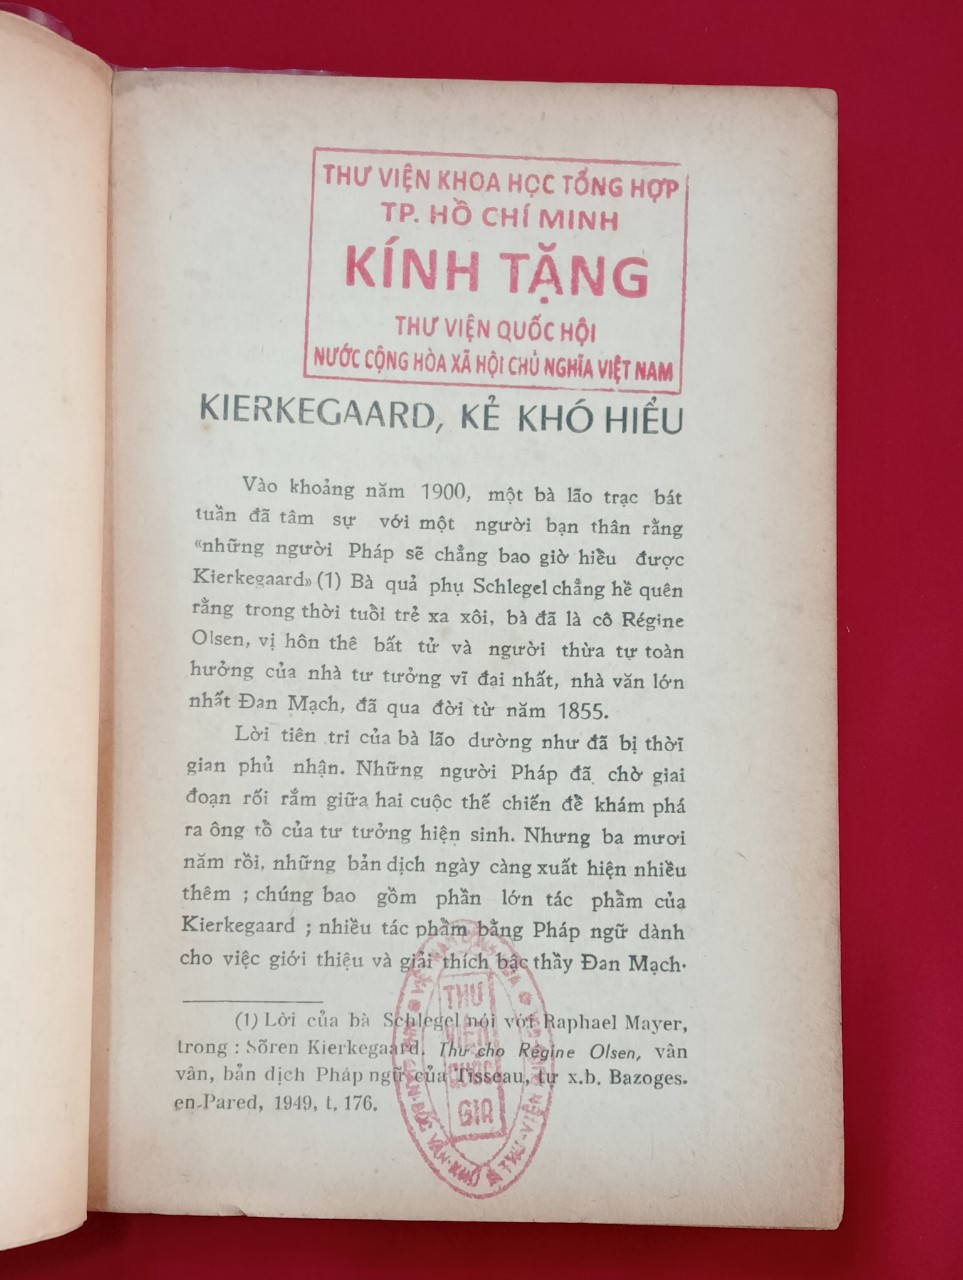 THƯ VIỆN KHOA HỌC TỔNG HỢP
TP. HỒ CHÍ MINH
KÍNH TẶNG
THƯ VIỆN QUỐC HỘI
NƯỚC CỘNG HÒA XÃ HỘI CHỦ NGHĨA VIỆT NAM
KIERKEGAARD, KẺ KHÓ HIỂU
Vào khoảng năm 1900, một bà lão trạc bát
tuần đã tâm sự với một người bạn thân rằng
«những người Pháp sẽ chẳng bao giờ hiểu được
Kierkegaard» (1) Bà quả phụ Schlegel chẳng hề quên
rằng trong thời tuổi trẻ xa xôi, bà đã là cô Régine
Olsen, vị hôn thê bất tử và người thừa tự toàn
hưởng của nhà tư tưởng vĩ đại nhất, nhà văn lớn
nhất Đan Mạch, đã qua đời từ năm 1855.
Lời tiên tri của bà lão dường như đã bị thời
gian phủ nhận. Những người Pháp đã chờ giai
đoạn rối rắm giữa hai cuộc thế chiến để khám phá
ra ông tổ của tư tưởng hiện sinh. Nhưng ba mươi
năm rồi, những bản dịch ngày càng xuất hiện nhiều
thêm ; chúng bao gồm phần lớn tác phẩm của
Kierkegaard ; nhiều tác phẩm bằng Pháp ngữ dành
cho việc giới thiệu và giải thích bậc thầy Đan Mạch.
(1) Lời của bà Schlegel nói với Raphael Mayer,
trong : Sõren Kierkegaard. Thư cho Régine Olsen, vân
vân, bản dịch Pháp ngữ của Tisseau, tự x.b. Bazoges.
en-Pared, 1949, t. 176.
THƯ
VIỆN
QUỐC
GIA